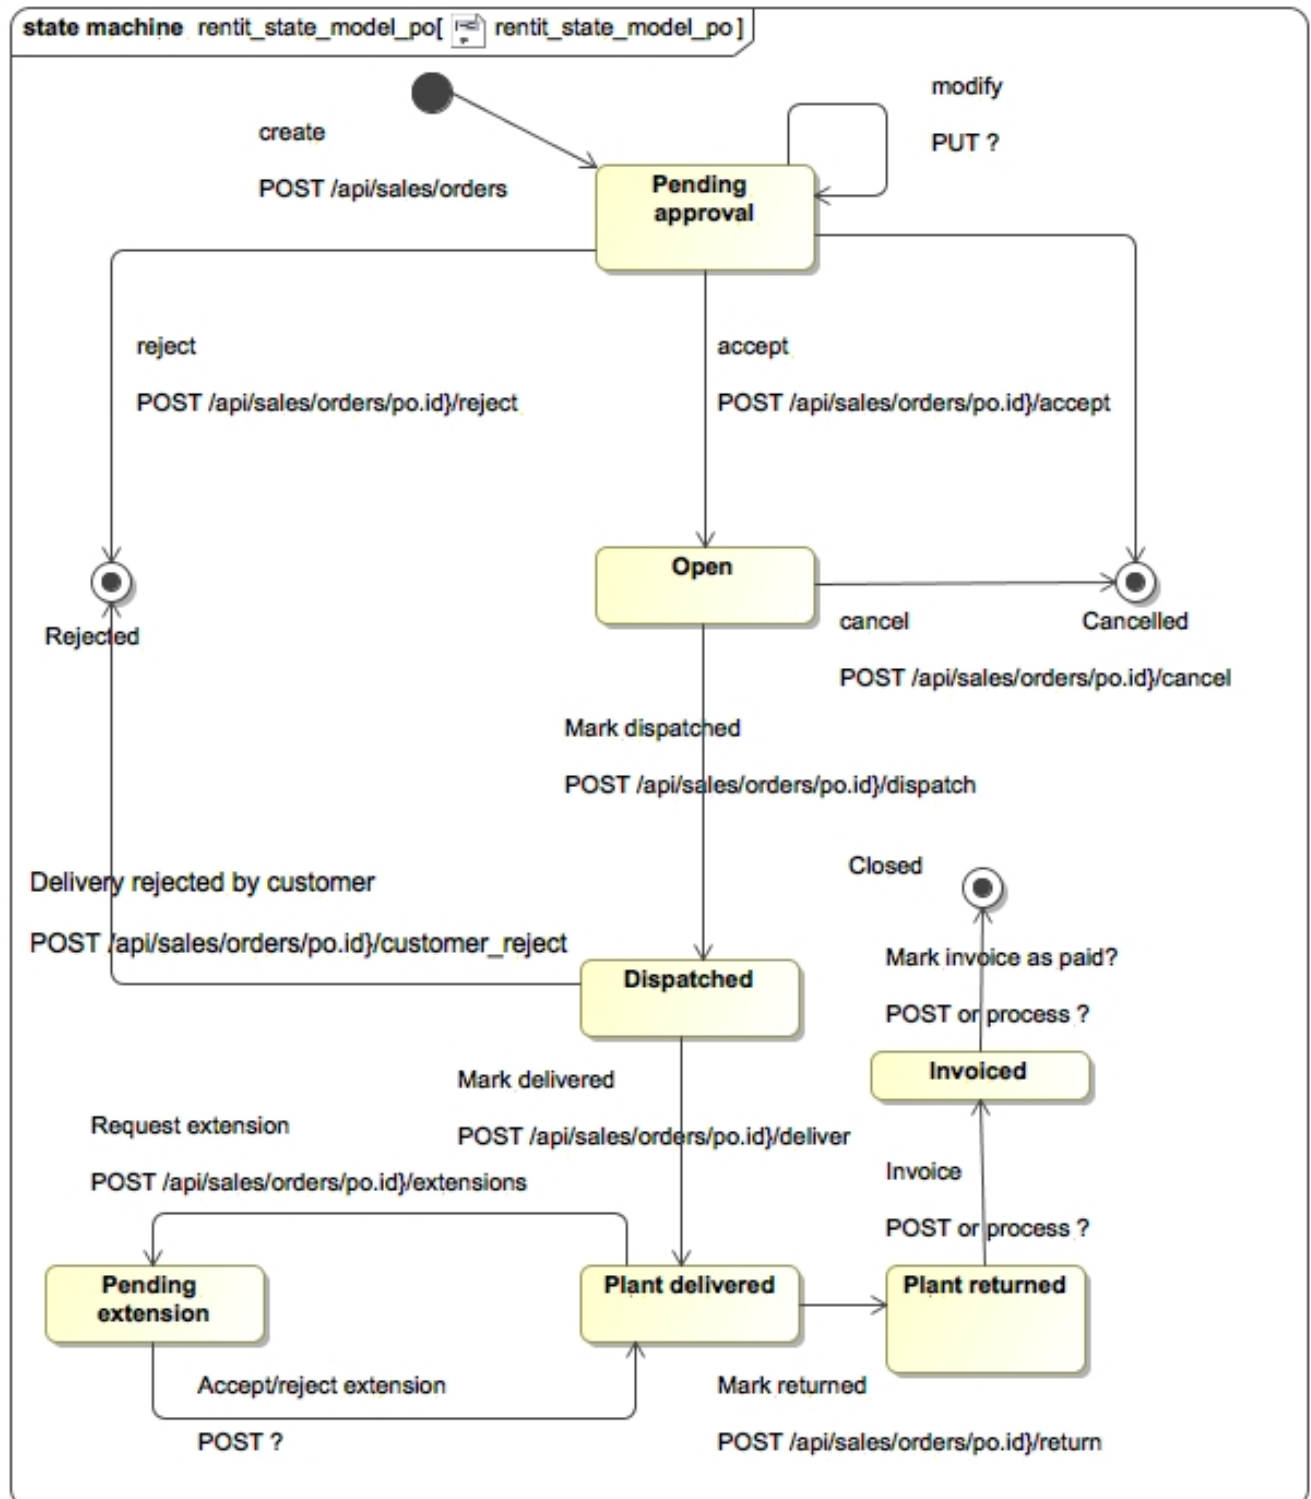 state machine rentit_state_model_po[ rentit_state_model_po ]
create
POST /api/sales/orders
modify
PUT ?
Pending
approval
reject
POST /api/sales/orders/po.id}/reject
accept
POST /api/sales/orders/po.id}/accept
Open
Rejected
cancel
Cancelled
POST /api/sales/orders/po.id}/cancel
Mark dispatched
POST /api/sales/orders/po.id}/dispatch
Delivery rejected by customer
POST /api/sales/orders/po.id}/customer_reject
Closed
Dispatched
Mark invoice as paid?
POST or process ?
Invoiced
Mark delivered
POST /api/sales/orders/po.id}/deliver
Request extension
POST /api/sales/orders/po.id}/extensions
Invoice
POST or process ?
Pending
extension
Plant delivered
Plant returned
Accept/reject extension
POST ?
Mark returned
POST /api/sales/orders/po.id}/return